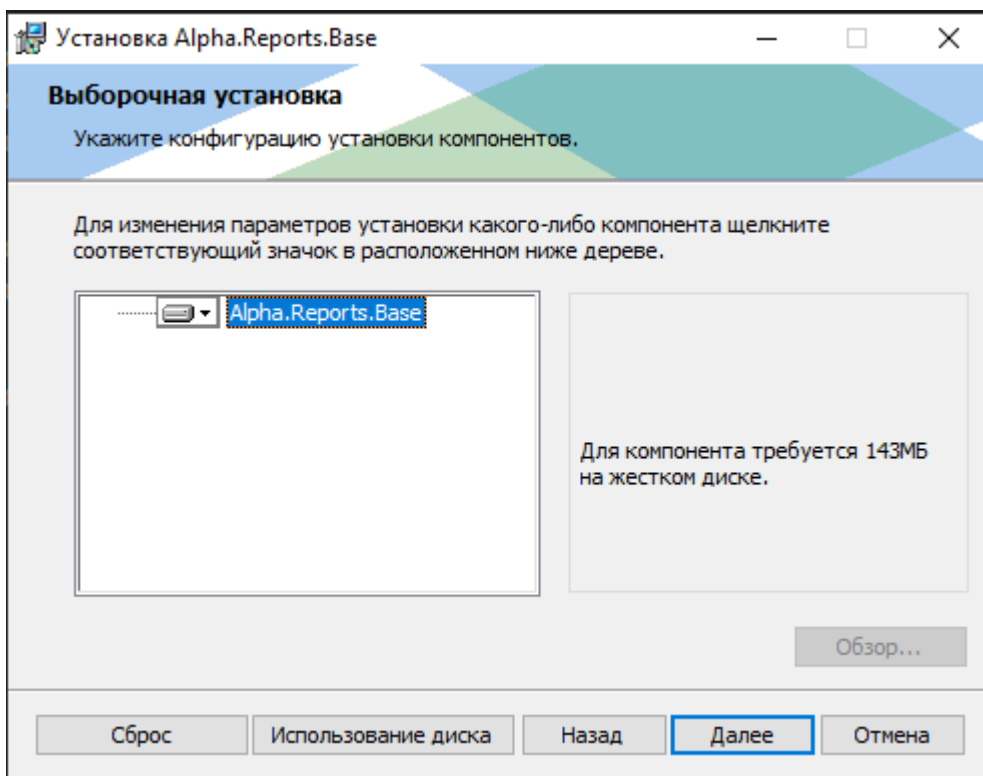 Установка Alpha.Reports.Base
Выборочная установка
Укажите конфигурацию установки компонентов.
Для изменения параметров установки какого-либо компонента щелкните
соответствующий значок в расположенном ниже дереве.
Alpha.Reports.Base
Для компонента требуется 143МБ
на жестком диске.
Обзор...
Сброс
Использование диска
Назад
Далее
Отмена